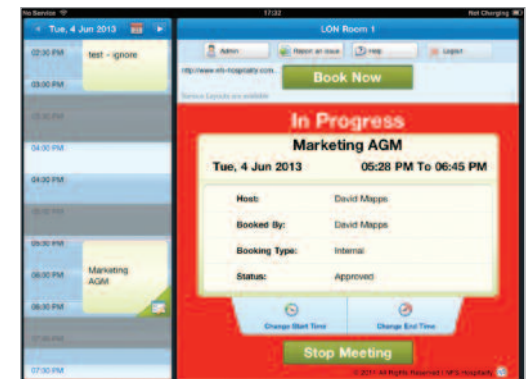 No Service 17:32 Not Charging
Tue, 4 Jun 2013
LON Room 1
Admin Report an issue Help Logout
Book Now
02:30 PM test - ignore
03:00 PM
04:00 PM
04:30 PM
05:30 PM
06:00 PM Marketing AGM
06:30 PM
07:30 PM
In Progress
Marketing AGM
Tue, 4 Jun 2013 05:28 PM To 06:45 PM
Host: David Mapps
Booked By: David Mapps
Booking Type: Internal
Status: Approved
Change Start Time Change End Time
Stop Meeting
© 2011 All Rights Reserved | NFS Hospitality